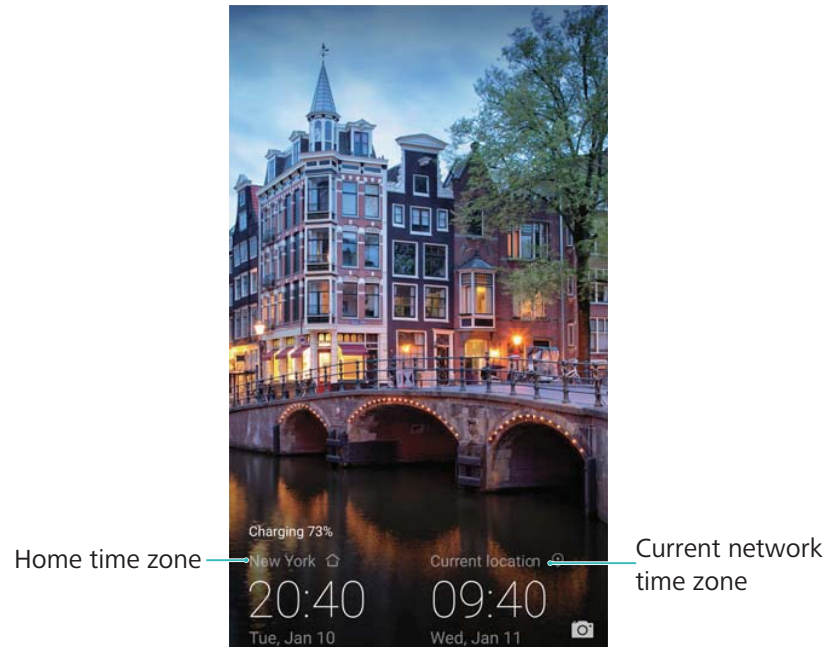 Charging 73%
Home time zone
New York
Current location
Current network
time zone
20:40
09:40
Tue, Jan 10
Wed, Jan 11